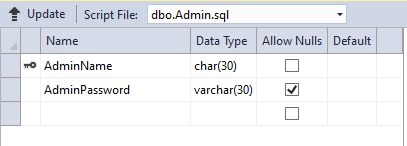 Update Script File: dbo.Admin.sql
Name Data Type Allow Nulls Default
AdminName char(30)
AdminPassword varchar(30)